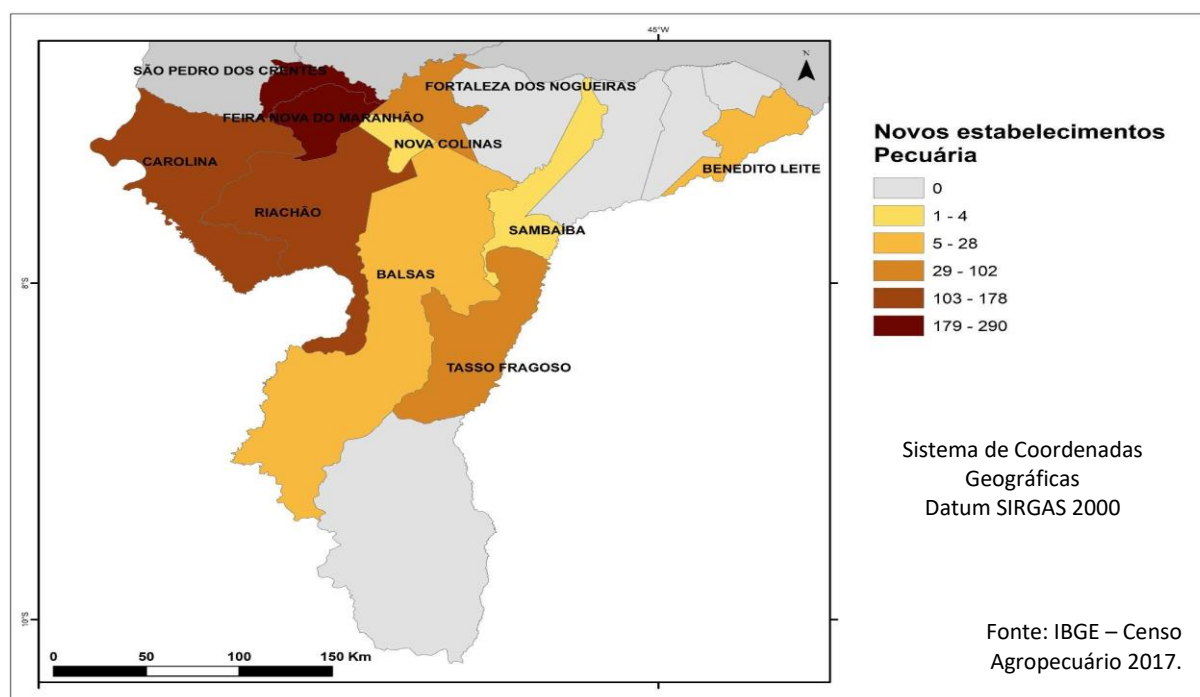 48°W
N
SÃO PEDRO DOS CRENTES
FORTALEZA DOS NOGUEIRAS
FEIRA NOVA DO MARANHÃO
NOVA COLINAS
CAROLINA
BENEDITO LEITE
RIACHÃO
SAMBAÍBA
BALSAS
8°S
TASSO FRAGOSO
10°S
0 50 100 150 Km
Novos estabelecimentos
Pecuária
0
1 - 4
5 - 28
29 - 102
103 - 178
179 - 290
Sistema de Coordenadas
Geográficas
Datum SIRGAS 2000
Fonte: IBGE – Censo
Agropecuário 2017.